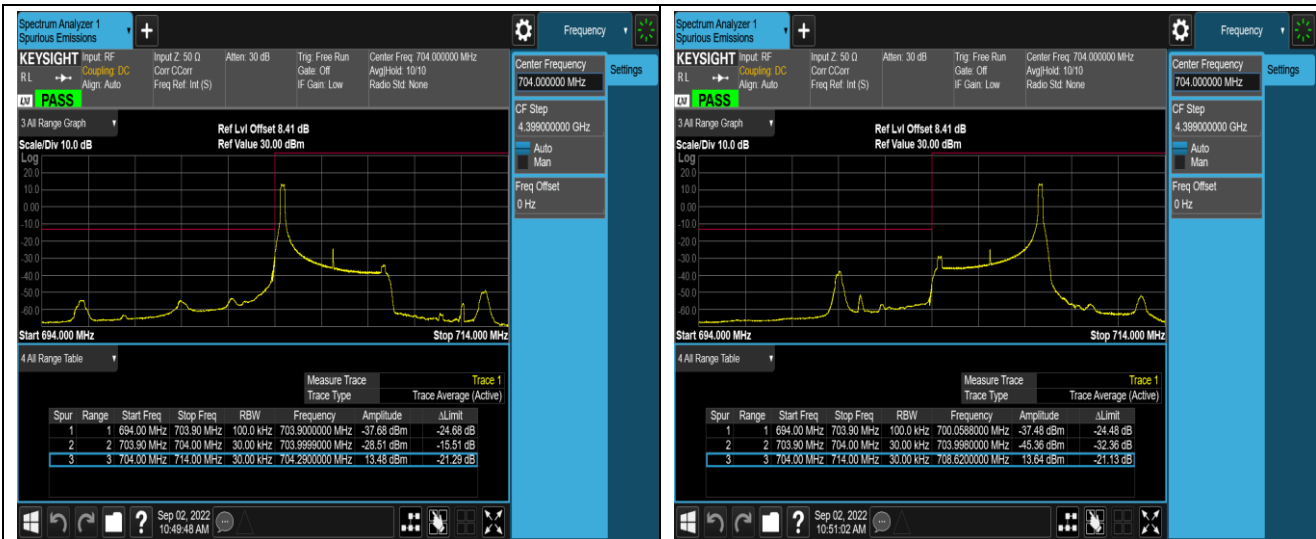 Spectrum Analyzer 1
Spurious Emissions
+
Frequency
KEYSIGHT
RL
Input: RF
Coupling: DC
Align: Auto
Input Z: 50 Ω
Corr CCorr
Freq Ref: Int (S)
Atten: 30 dB
Trig: Free Run
Gate: Off
IF Gain: Low
Center Freq: 704.000000 MHz
Avg|Hold: 10/10
Radio Std: None
LXI PASS
3 All Range Graph
Ref Lvl Offset 8.41 dB
Scale/Div 10.0 dB
Ref Value 30.00 dBm
Log
20.0
10.0
0.00
-10.0
-20.0
-30.0
-40.0
-50.0
-60.0
Start 694.000 MHz
Stop 714.000 MHz
4 All Range Table
Measure Trace Trace 1
Trace Type Trace Average (Active)
Spur Range Start Freq Stop Freq RBW Frequency Amplitude ΔLimit
1 1 694.00 MHz 703.90 MHz 100.0 kHz 703.9000000 MHz -37.68 dBm -24.68 dB
2 2 703.90 MHz 704.00 MHz 30.00 kHz 703.9999000 MHz -28.51 dBm -15.51 dB
3 3 704.00 MHz 714.00 MHz 30.00 kHz 704.2900000 MHz 13.48 dBm -21.29 dB
?
Sep 02, 2022
10:49:48 AM
Center Frequency
704.000000 MHz
Settings
CF Step
4.399000000 GHz
Auto
Man
Freq Offset
0 Hz
Spectrum Analyzer 1
Spurious Emissions
+
Frequency
KEYSIGHT
RL
Input: RF
Coupling: DC
Align: Auto
Input Z: 50 Ω
Corr CCorr
Freq Ref: Int (S)
Atten: 30 dB
Trig: Free Run
Gate: Off
IF Gain: Low
Center Freq: 704.000000 MHz
Avg|Hold: 10/10
Radio Std: None
LXI PASS
3 All Range Graph
Ref Lvl Offset 8.41 dB
Scale/Div 10.0 dB
Ref Value 30.00 dBm
Log
20.0
10.0
0.00
-10.0
-20.0
-30.0
-40.0
-50.0
-60.0
Start 694.000 MHz
Stop 714.000 MHz
4 All Range Table
Measure Trace Trace 1
Trace Type Trace Average (Active)
Spur Range Start Freq Stop Freq RBW Frequency Amplitude ΔLimit
1 1 694.00 MHz 703.90 MHz 100.0 kHz 700.0588000 MHz -37.48 dBm -24.48 dB
2 2 703.90 MHz 704.00 MHz 30.00 kHz 703.9980000 MHz -45.36 dBm -32.36 dB
3 3 704.00 MHz 714.00 MHz 30.00 kHz 708.6200000 MHz 13.64 dBm -21.13 dB
?
Sep 02, 2022
10:51:02 AM
Center Frequency
704.000000 MHz
Settings
CF Step
4.399000000 GHz
Auto
Man
Freq Offset
0 Hz